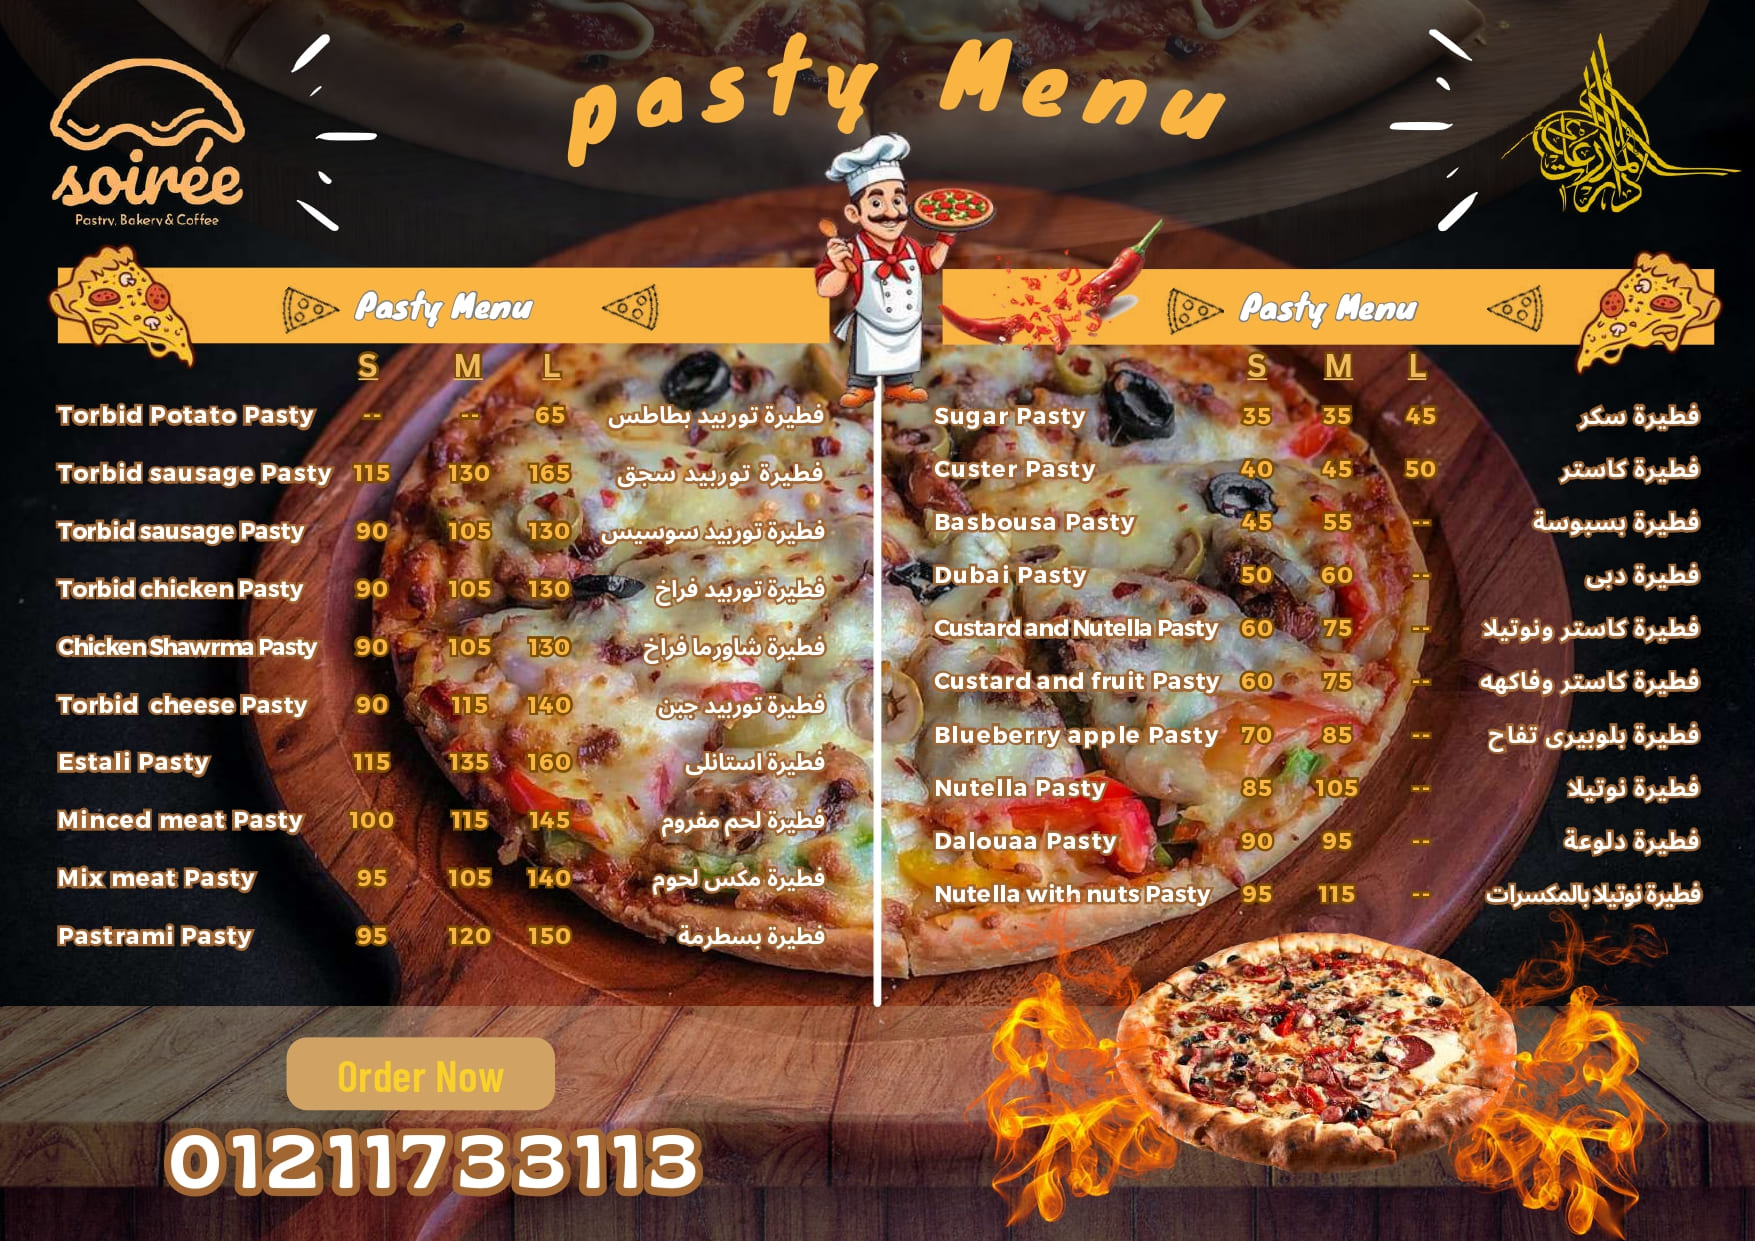 pasty Menu
soirée
Pastry, Bakery & Coffee
Pasty Menu
S M L
Torbid Potato Pasty -- -- 65 فطيرة توربيد بطاطس
Torbid sausage Pasty 115 130 165 فطيرة توربيد سجق
Torbid sausage Pasty 90 105 130 فطيرة توربيد سوسيس
Torbid chicken Pasty 90 105 130 فطيرة توربيد فراخ
Chicken Shawrma Pasty 90 105 130 فطيرة شاورما فراخ
Torbid cheese Pasty 90 115 140 فطيرة توربيد جبن
Estali Pasty 115 135 160 فطيرة استانلى
Minced meat Pasty 100 115 145 فطيرة لحم مفروم
Mix meat Pasty 95 105 140 فطيرة مكس لحوم
Pastrami Pasty 95 120 150 فطيرة بسطرمة
Pasty Menu
S M L
Sugar Pasty 35 35 45 فطيرة سكر
Custer Pasty 40 45 50 فطيرة كاستر
Basbousa Pasty 45 55 -- فطيرة بسبوسة
Dubai Pasty 50 60 -- فطيرة دبى
Custard and Nutella Pasty 60 75 -- فطيرة كاستر ونوتيلا
Custard and fruit Pasty 60 75 -- فطيرة كاستر وفاكهه
Blueberry apple Pasty 70 85 -- فطيرة بلوبيرى تفاح
Nutella Pasty 85 105 -- فطيرة نوتيلا
Dalouaa Pasty 90 95 -- فطيرة دلوعة
Nutella with nuts Pasty 95 115 -- فطيرة نوتيلا بالمكسرات
Order Now
01211733113